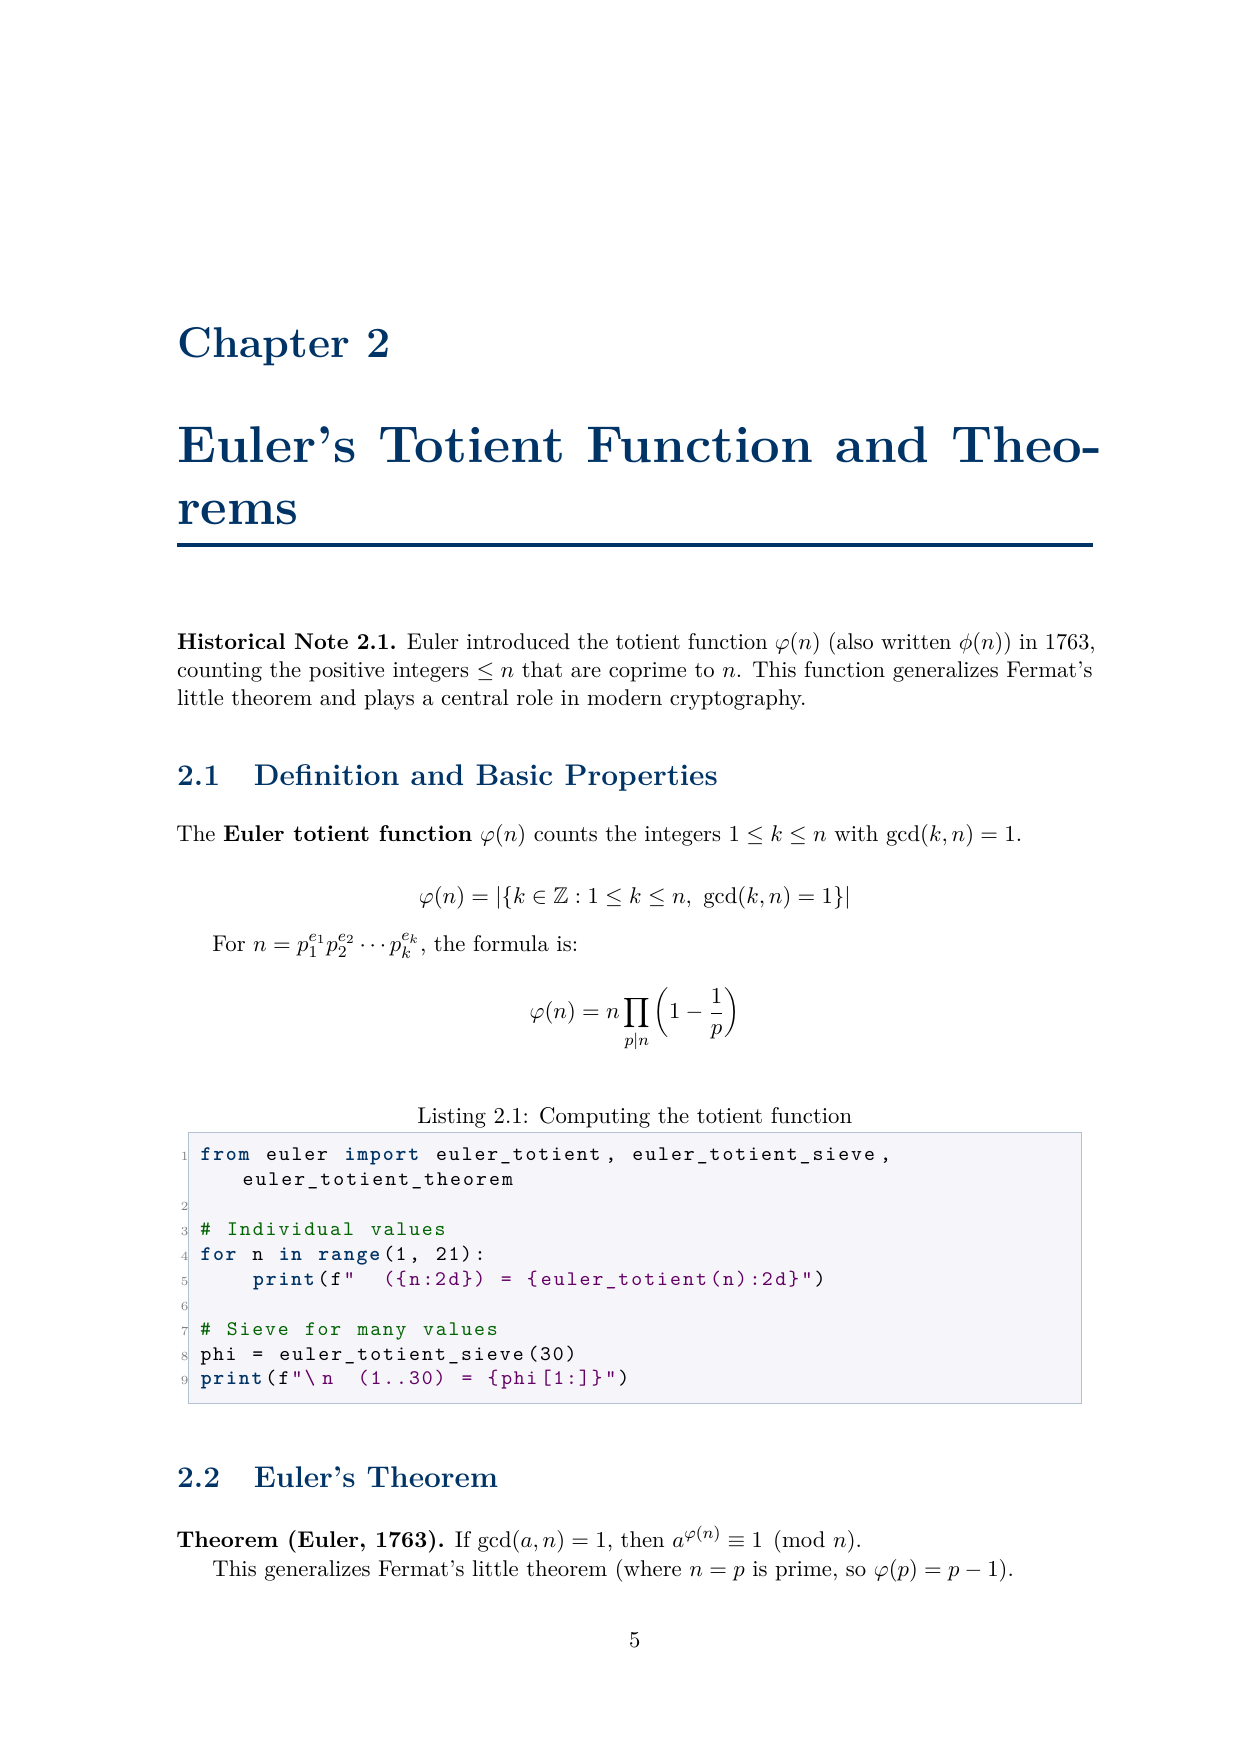 Chapter 2
Euler's Totient Function and Theo-
rems
Historical Note 2.1. Euler introduced the totient function φ(n) (also written ϕ(n)) in 1763,
counting the positive integers ≤ n that are coprime to n. This function generalizes Fermat's
little theorem and plays a central role in modern cryptography.
2.1 Definition and Basic Properties
The Euler totient function φ(n) counts the integers 1 ≤ k ≤ n with gcd(k, n) = 1.
φ(n) = |{k ∈ ℤ : 1 ≤ k ≤ n, gcd(k, n) = 1}|
For n = p_1^{e_1} p_2^{e_2} ⋯ p_k^{e_k}, the formula is:
φ(n) = n ∏_{p|n} (1 − 1/p)
Listing 2.1: Computing the totient function
1 from euler import euler_totient, euler_totient_sieve,
euler_totient_theorem
2
3 # Individual values
4 for n in range(1, 21):
5     print(f"  ({n:2d}) = {euler_totient(n):2d}")
6
7 # Sieve for many values
8 phi = euler_totient_sieve(30)
9 print(f"\n  (1..30) = {phi[1:]}")
2.2 Euler's Theorem
Theorem (Euler, 1763). If gcd(a, n) = 1, then a^{φ(n)} ≡ 1 (mod n).
This generalizes Fermat's little theorem (where n = p is prime, so φ(p) = p − 1).
5